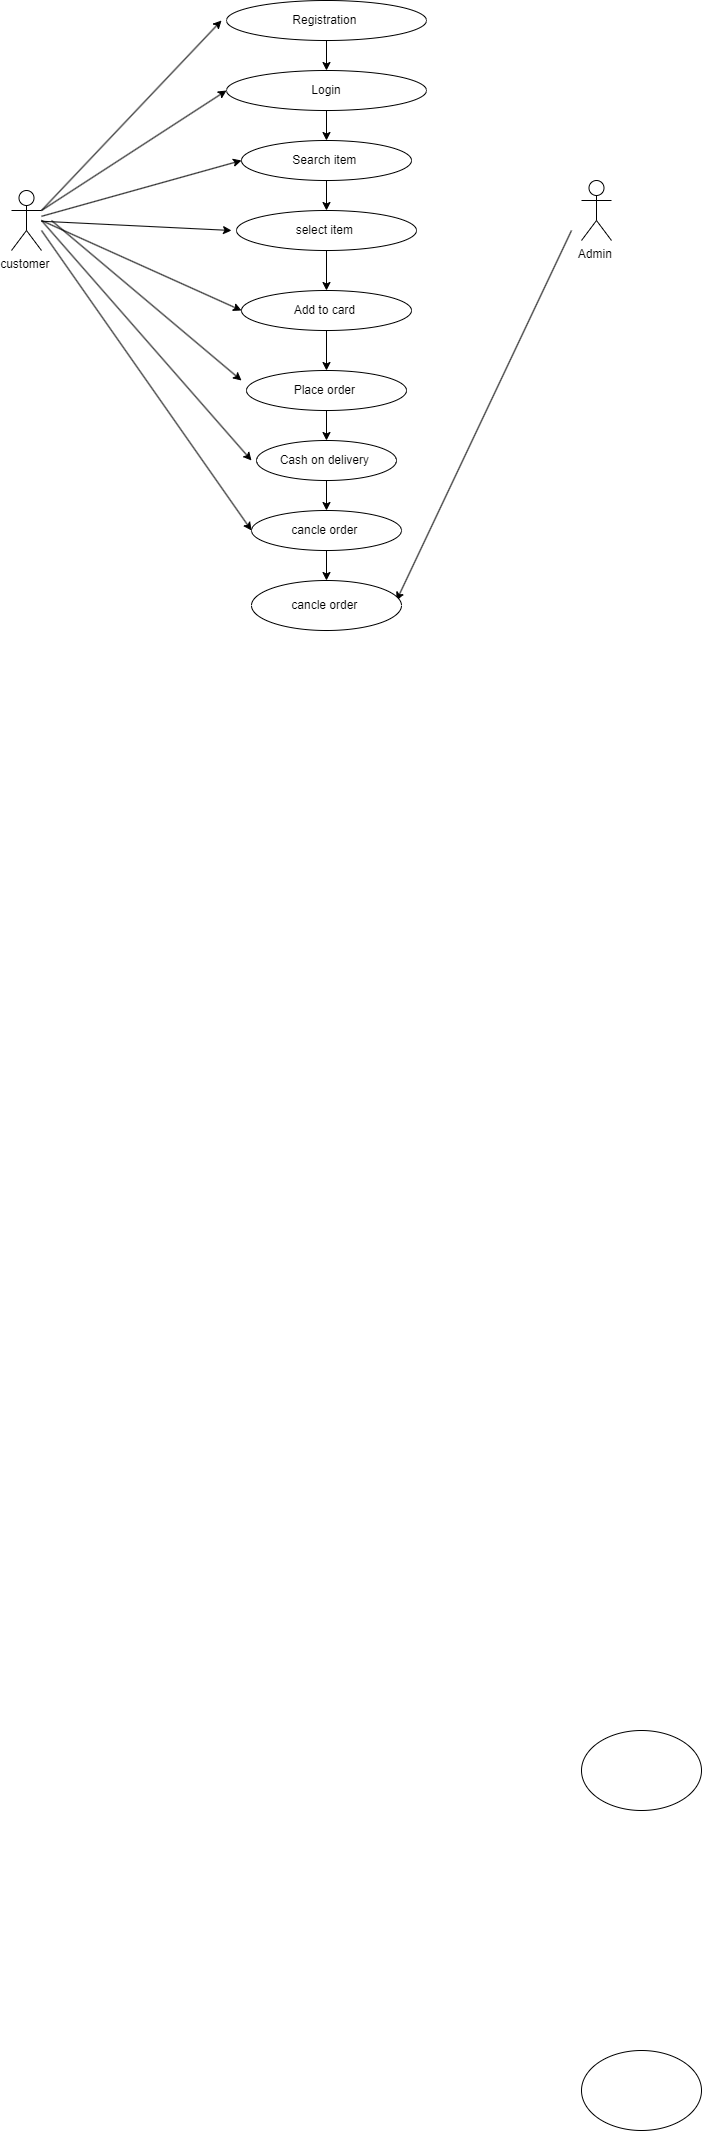 Registration
Login
Search item
select item
customer
Admin
Add to card
Place order
Cash on delivery
cancle order
cancle order